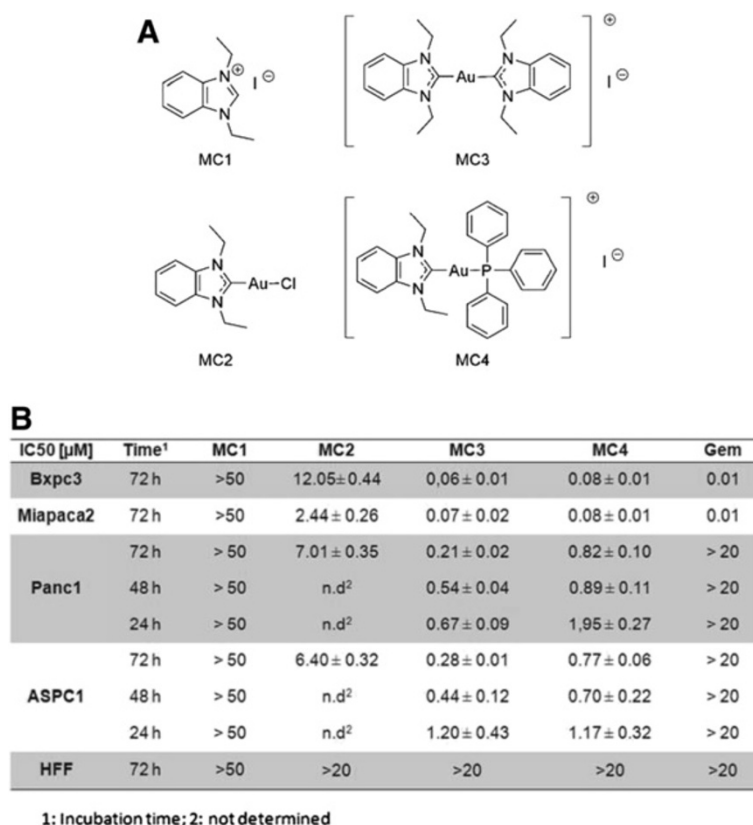 A
N
⊕
I ⊖
N
MC1
N
N
Au
N
N
⊕
I ⊖
MC3
N
Au-Cl
N
MC2
N
Au
P
N
⊕
I ⊖
MC4
B
IC50 [µM] Time¹ MC1 MC2 MC3 MC4 Gem
Bxpc3 72 h >50 12.05± 0.44 0,06 ± 0.01 0.08 ± 0.01 0.01
Miapaca2 72 h >50 2.44 ± 0.26 0.07 ± 0.02 0.08 ± 0.01 0.01
72 h > 50 7.01 ± 0.35 0.21 ± 0.02 0.82 ± 0.10 > 20
Panc1 48 h > 50 n.d² 0.54 ± 0.04 0.89 ± 0.11 > 20
24 h > 50 n.d² 0.67 ± 0.09 1,95 ± 0.27 > 20
72 h > 50 6.40 ± 0.32 0.28 ± 0.01 0.77 ± 0.06 > 20
ASPC1 48 h > 50 n.d² 0.44 ± 0.12 0.70 ± 0.22 > 20
24 h > 50 n.d² 1.20 ± 0.43 1.17 ± 0.32 > 20
HFF 72 h >50 >20 >20 >20 >20
1: Incubation time; 2: not determined